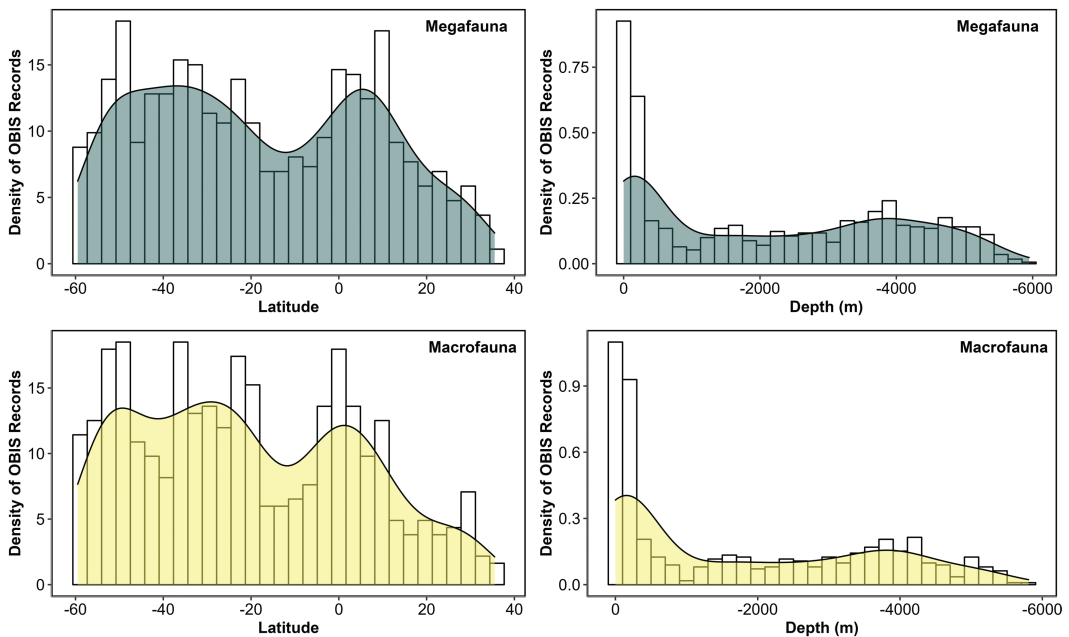 Megafauna
Density of OBIS Records
15
10
5
0
-60 -40 -20 0 20 40
Latitude
Megafauna
Density of OBIS Records
0.75
0.50
0.25
0.00
0 -2000 -4000 -6000
Depth (m)
Macrofauna
Density of OBIS Records
15
10
5
0
-60 -40 -20 0 20 40
Latitude
Macrofauna
Density of OBIS Records
0.9
0.6
0.3
0.0
0 -2000 -4000 -6000
Depth (m)